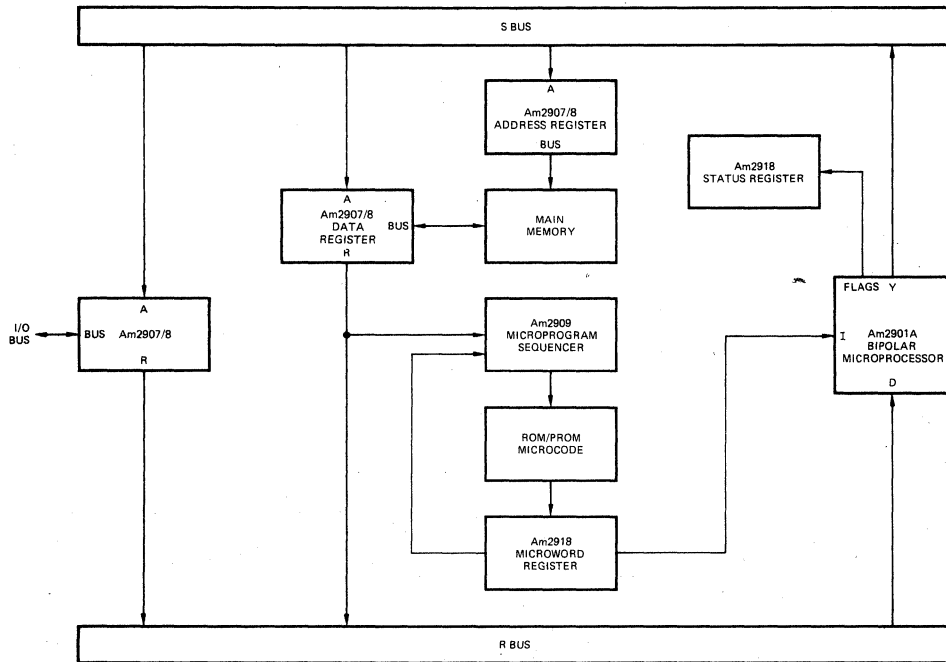 S BUS
A
Am2907/8
ADDRESS REGISTER
BUS
Am2918
STATUS REGISTER
A
Am2907/8
DATA
REGISTER
BUS
R
MAIN
MEMORY
FLAGS Y
I
Am2901A
BIPOLAR
MICROPROCESSOR
D
I/O
BUS
A
BUS Am2907/8
R
Am2909
MICROPROGRAM
SEQUENCER
ROM/PROM
MICROCODE
Am2918
MICROWORD
REGISTER
R BUS